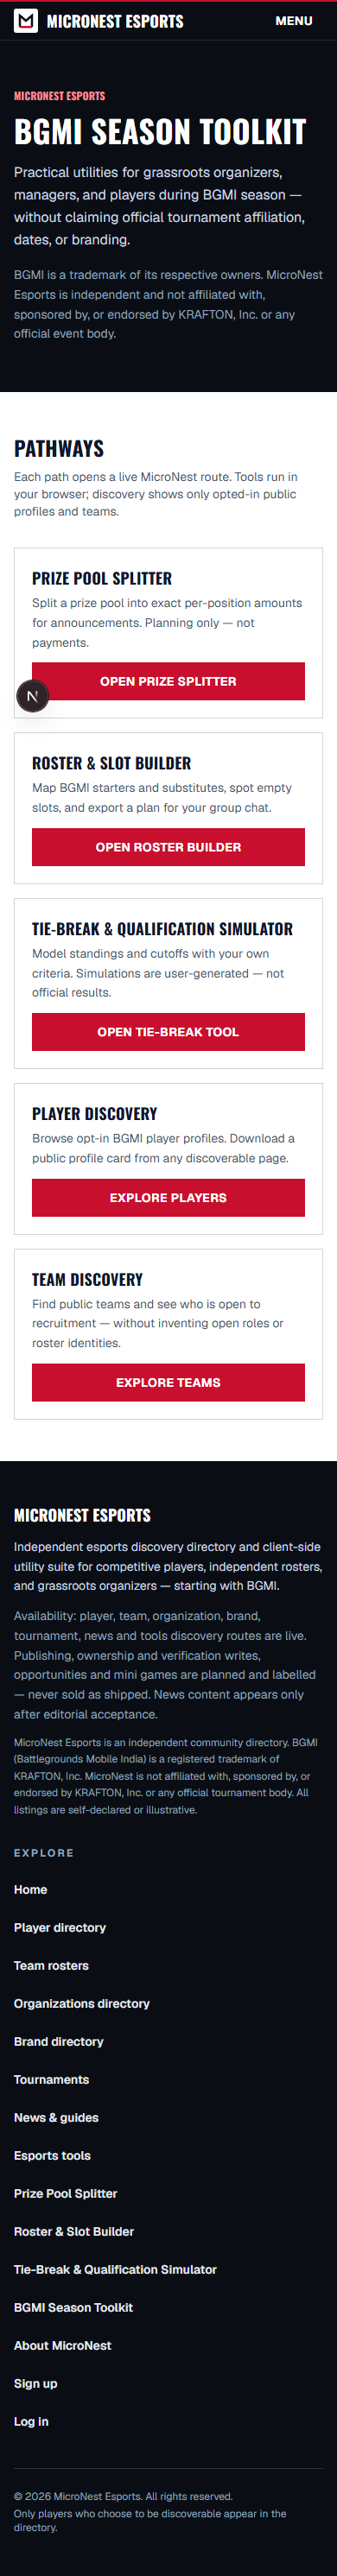 MICRONEST ESPORTS
MENU
MICRONEST ESPORTS
BGMI SEASON TOOLKIT
Practical utilities for grassroots organizers,
managers, and players during BGMI season —
without claiming official tournament affiliation,
dates, or branding.
BGMI is a trademark of its respective owners. MicroNest
Esports is independent and not affiliated with,
sponsored by, or endorsed by KRAFTON, Inc. or any
official event body.
PATHWAYS
Each path opens a live MicroNest route. Tools run in
your browser; discovery shows only opted-in public
profiles and teams.
PRIZE POOL SPLITTER
Split a prize pool into exact per-position amounts
for announcements. Planning only — not
payments.
OPEN PRIZE SPLITTER
N
ROSTER & SLOT BUILDER
Map BGMI starters and substitutes, spot empty
slots, and export a plan for your group chat.
OPEN ROSTER BUILDER
TIE-BREAK & QUALIFICATION SIMULATOR
Model standings and cutoffs with your own
criteria. Simulations are user-generated — not
official results.
OPEN TIE-BREAK TOOL
PLAYER DISCOVERY
Browse opt-in BGMI player profiles. Download a
public profile card from any discoverable page.
EXPLORE PLAYERS
TEAM DISCOVERY
Find public teams and see who is open to
recruitment — without inventing open roles or
roster identities.
EXPLORE TEAMS
MICRONEST ESPORTS
Independent esports discovery directory and client-side
utility suite for competitive players, independent rosters,
and grassroots organizers — starting with BGMI.
Availability: player, team, organization, brand,
tournament, news and tools discovery routes are live.
Publishing, ownership and verification writes,
opportunities and mini games are planned and labelled
— never sold as shipped. News content appears only
after editorial acceptance.
MicroNest Esports is an independent community directory. BGMI
(Battlegrounds Mobile India) is a registered trademark of
KRAFTON, Inc. MicroNest is not affiliated with, sponsored by, or
endorsed by KRAFTON, Inc. or any official tournament body. All
listings are self-declared or illustrative.
EXPLORE
Home
Player directory
Team rosters
Organizations directory
Brand directory
Tournaments
News & guides
Esports tools
Prize Pool Splitter
Roster & Slot Builder
Tie-Break & Qualification Simulator
BGMI Season Toolkit
About MicroNest
Sign up
Log in
© 2026 MicroNest Esports. All rights reserved.
Only players who choose to be discoverable appear in the
directory.